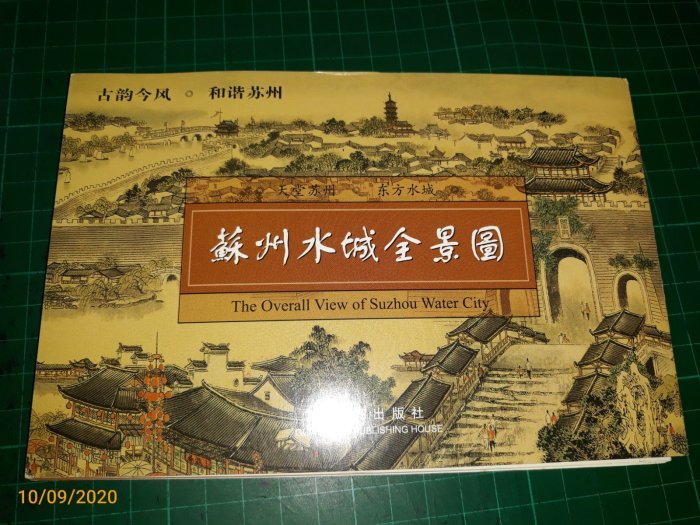 古韵今风 和谐苏州
天堂苏州 东方水城
蘇州水城全景圖
The Overall View of Suzhou Water City
出版社
PUBLISHING HOUSE
10/09/2020